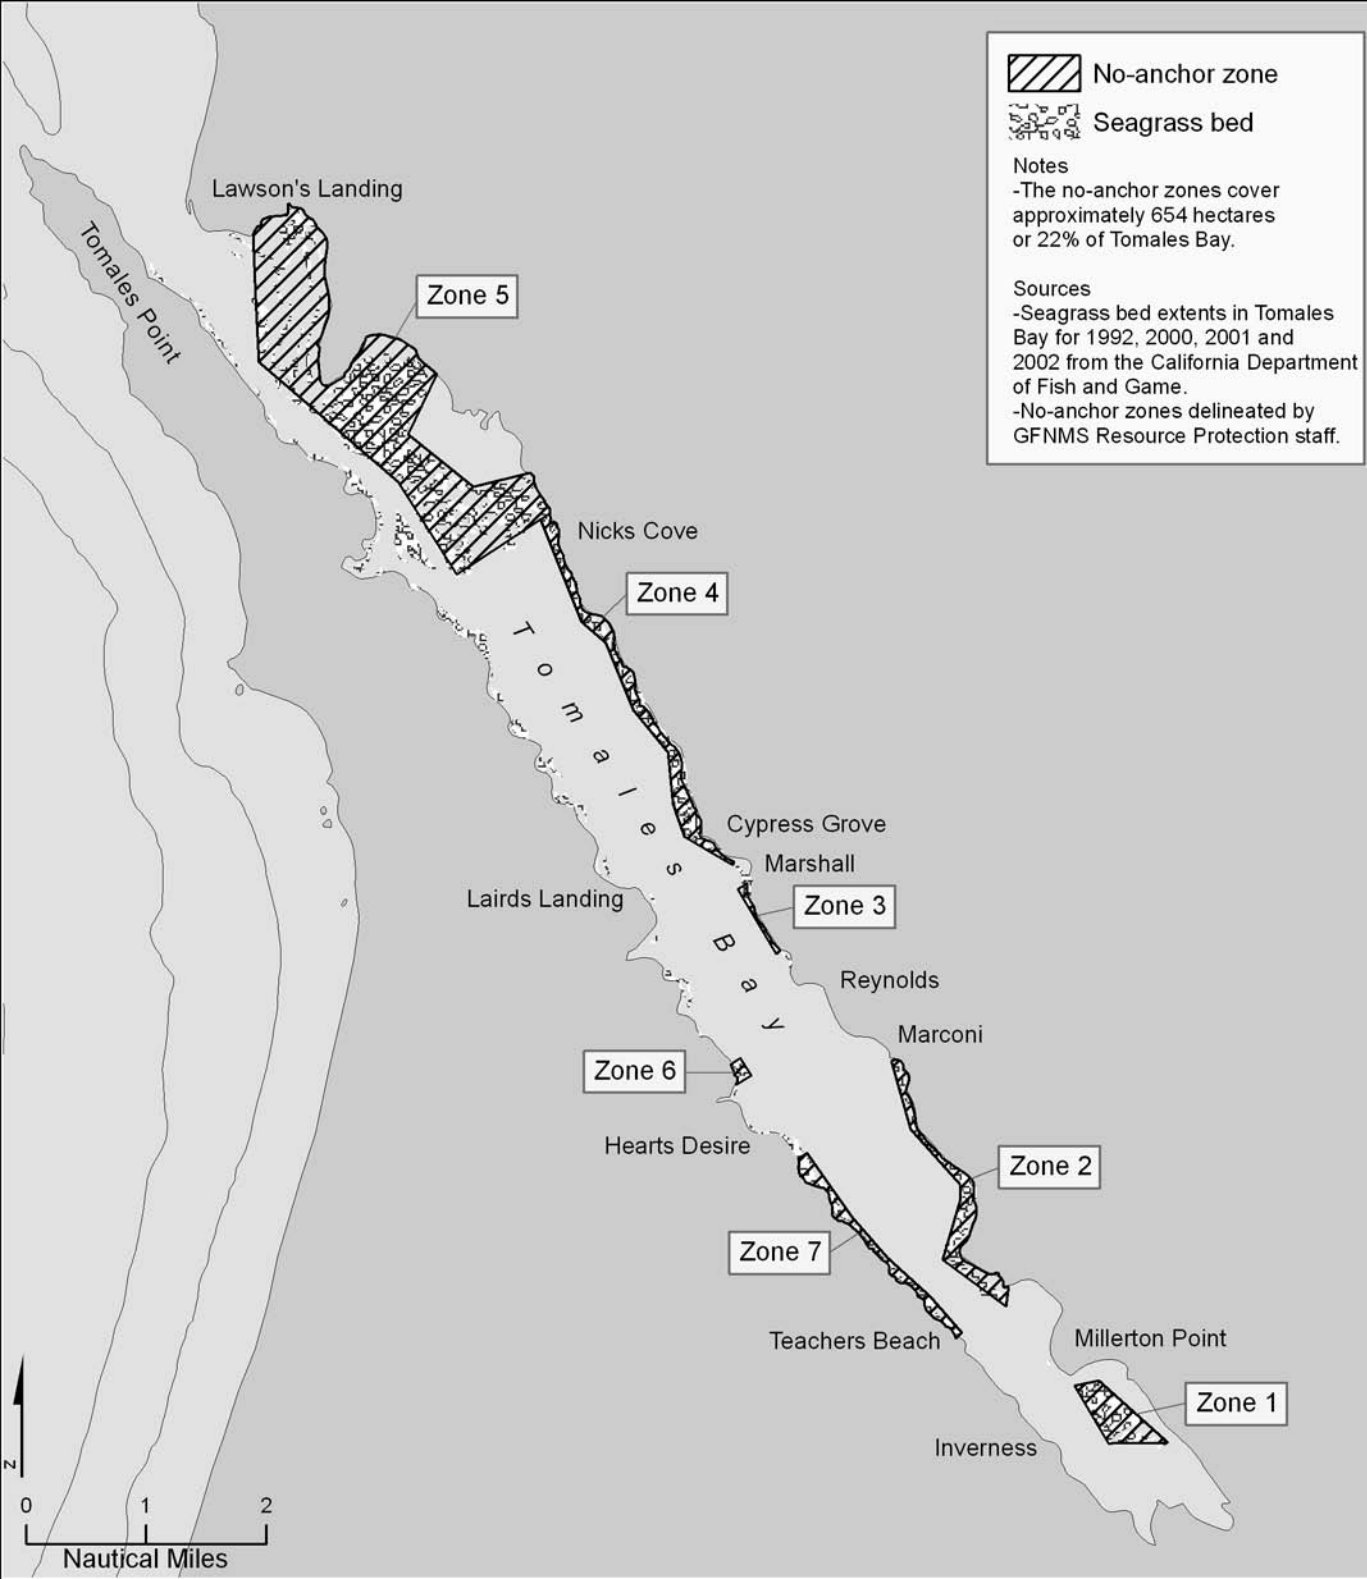 No-anchor zone
Seagrass bed
Notes
-The no-anchor zones cover
approximately 654 hectares
or 22% of Tomales Bay.
Sources
-Seagrass bed extents in Tomales
Bay for 1992, 2000, 2001 and
2002 from the California Department
of Fish and Game.
-No-anchor zones delineated by
GFNMS Resource Protection staff.
Lawson's Landing
Tomales Point
Zone 5
Nicks Cove
Zone 4
Tomales Bay
Cypress Grove
Marshall
Lairds Landing
Zone 3
Reynolds
Marconi
Zone 6
Hearts Desire
Zone 2
Zone 7
Teachers Beach
Millerton Point
Zone 1
Inverness
N
0 1 2
Nautical Miles